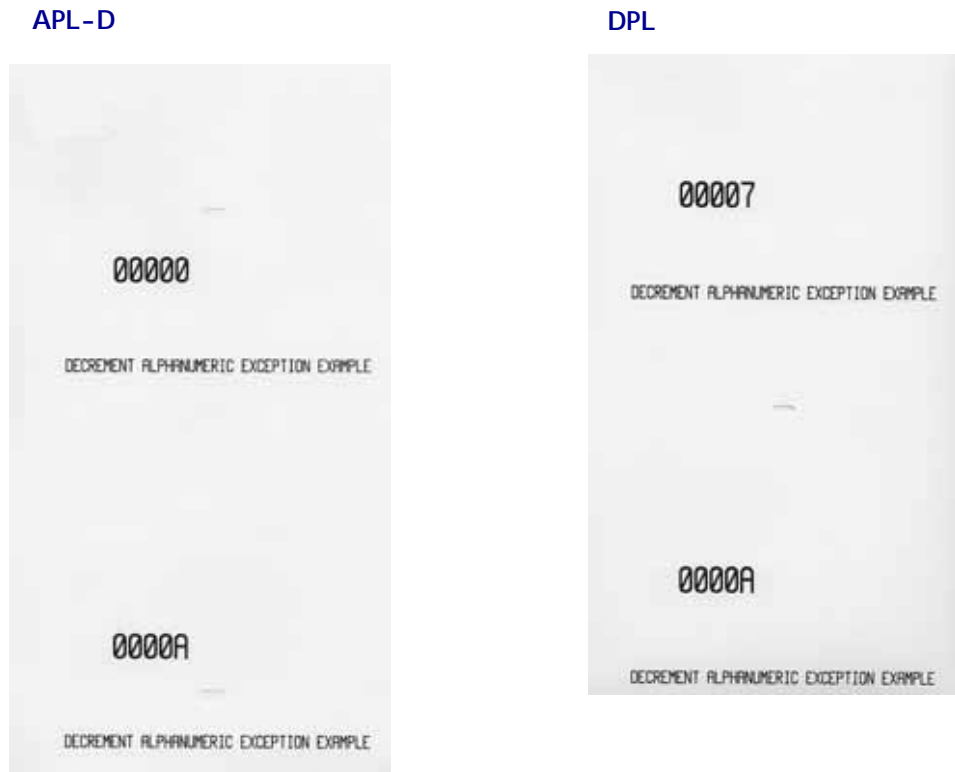 APL-D
00000
DECREMENT ALPHANUMERIC EXCEPTION EXAMPLE
0000A
DECREMENT ALPHANUMERIC EXCEPTION EXAMPLE
DPL
00007
DECREMENT ALPHANUMERIC EXCEPTION EXAMPLE
0000A
DECREMENT ALPHANUMERIC EXCEPTION EXAMPLE